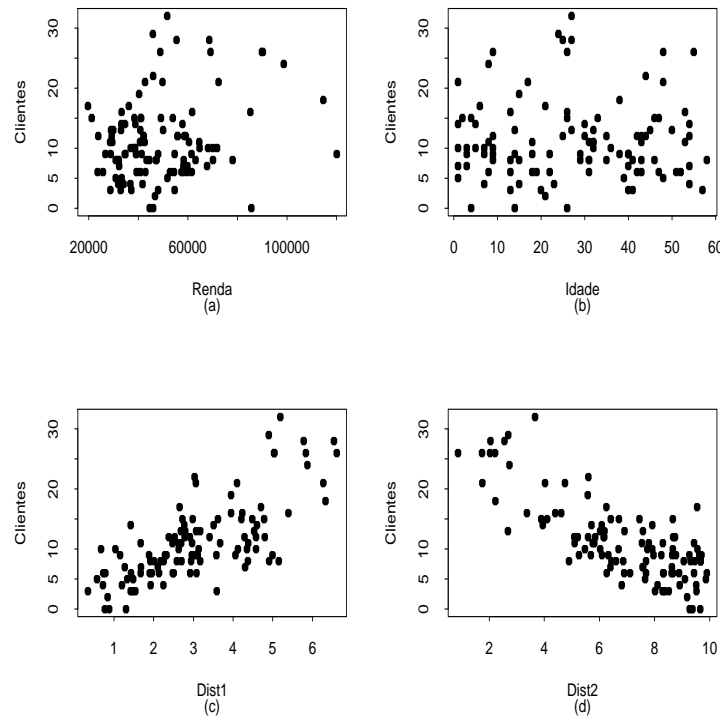 Clientes
0 5 10 20 30
20000 60000 100000
Renda
(a)
Clientes
0 5 10 20 30
0 10 20 30 40 50 60
Idade
(b)
Clientes
0 5 10 20 30
1 2 3 4 5 6
Dist1
(c)
Clientes
0 5 10 20 30
2 4 6 8 10
Dist2
(d)